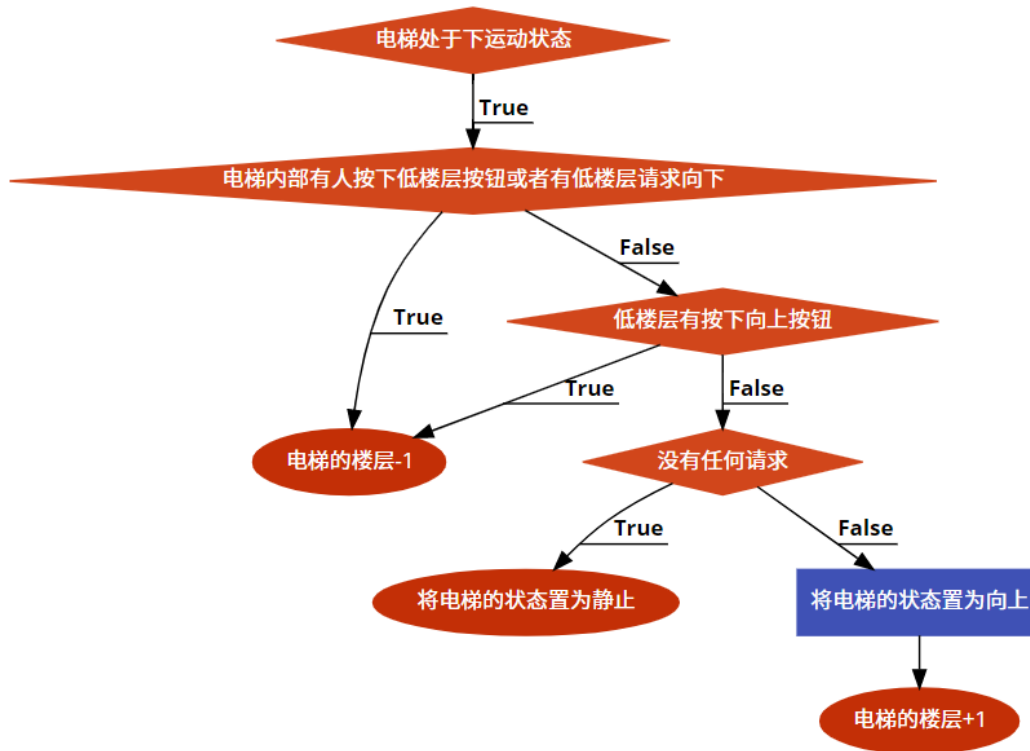 电梯处于下运动状态
True
电梯内部有人按下低楼层按钮或者有低楼层请求向下
False
True
低楼层有按下向上按钮
True
False
电梯的楼层-1
没有任何请求
True
False
将电梯的状态置为静止
将电梯的状态置为向上
电梯的楼层+1